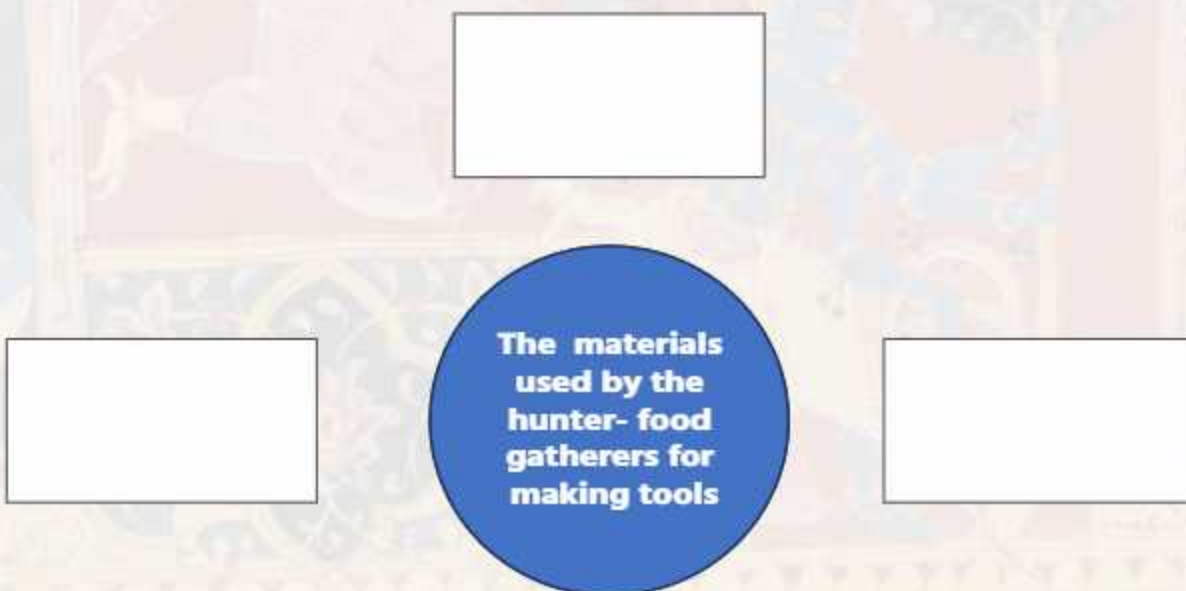 The materials
used by the
hunter- food
gatherers for
making tools